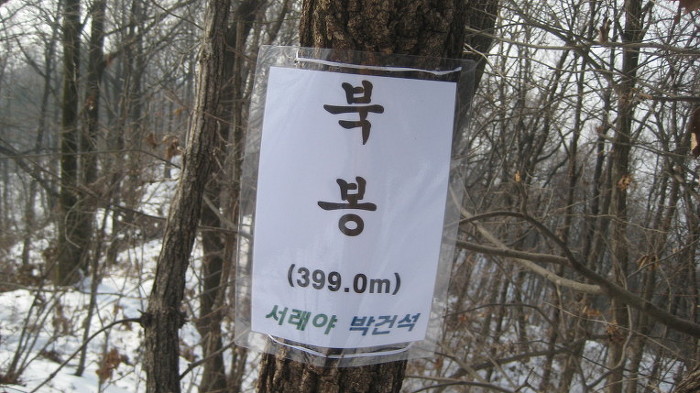 북
봉
(399.0m)
서래야 박건석